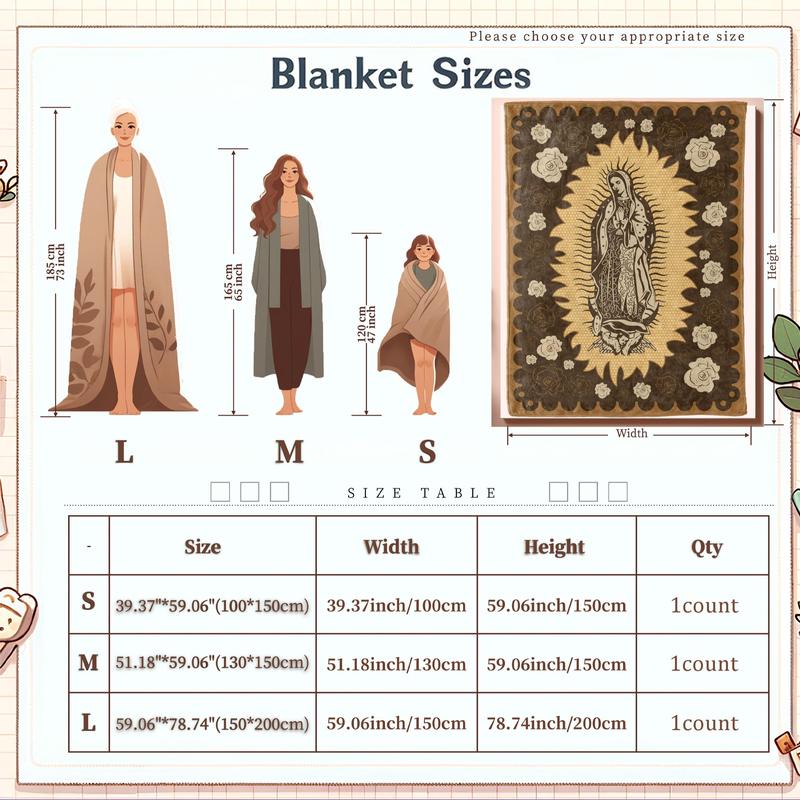 Please choose your appropriate size
Blanket Sizes
185 cm
73 inch
165 cm
65 inch
120 cm
47 inch
Height
Width
L M S
SIZE TABLE
- Size Width Height Qty
S 39.37"*59.06"(100*150cm) 39.37inch/100cm 59.06inch/150cm 1count
M 51.18"*59.06"(130*150cm) 51.18inch/130cm 59.06inch/150cm 1count
L 59.06"*78.74"(150*200cm) 59.06inch/150cm 78.74inch/200cm 1count